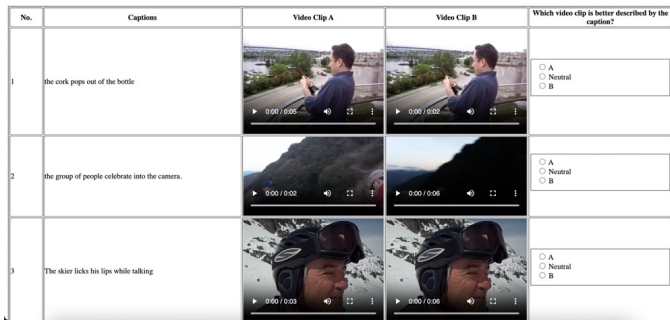 No. Captions Video Clip A Video Clip B Which video clip is better described by the
caption?
1 the cork pops out of the bottle 0:00 / 0:05 0:00 / 0:02 A
Neutral
B
2 the group of people celebrate into the camera. 0:00 / 0:02 0:00 / 0:06 A
Neutral
B
3 The skier licks his lips while talking 0:00 / 0:03 0:00 / 0:06 A
Neutral
B